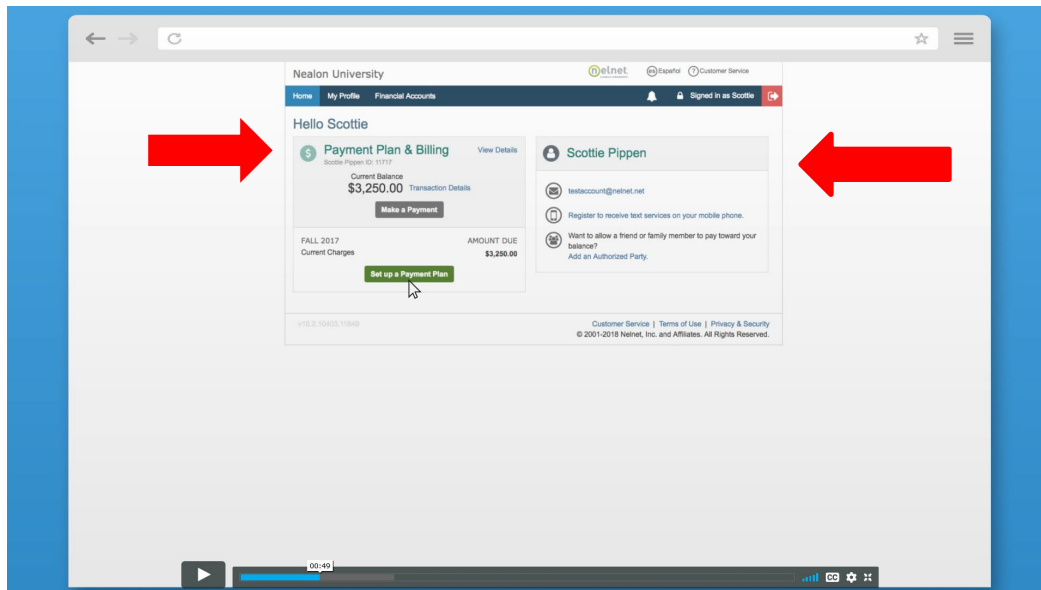 Nealon University
nelnet
es Español
? Customer Service
Home My Profile Financial Accounts
Signed in as Scottie
Hello Scottie
$ Payment Plan & Billing
View Details
Scottie Pippen ID: 11717
Current Balance
$3,250.00 Transaction Details
Make a Payment
FALL 2017 AMOUNT DUE
Current Charges $3,250.00
Set up a Payment Plan
Scottie Pippen
testaccount@nelnet.net
Register to receive text services on your mobile phone.
Want to allow a friend or family member to pay toward your
balance?
Add an Authorized Party.
Customer Service | Terms of Use | Privacy & Security
© 2001-2018 Nelnet, Inc. and Affiliates. All Rights Reserved.
00:49
CC